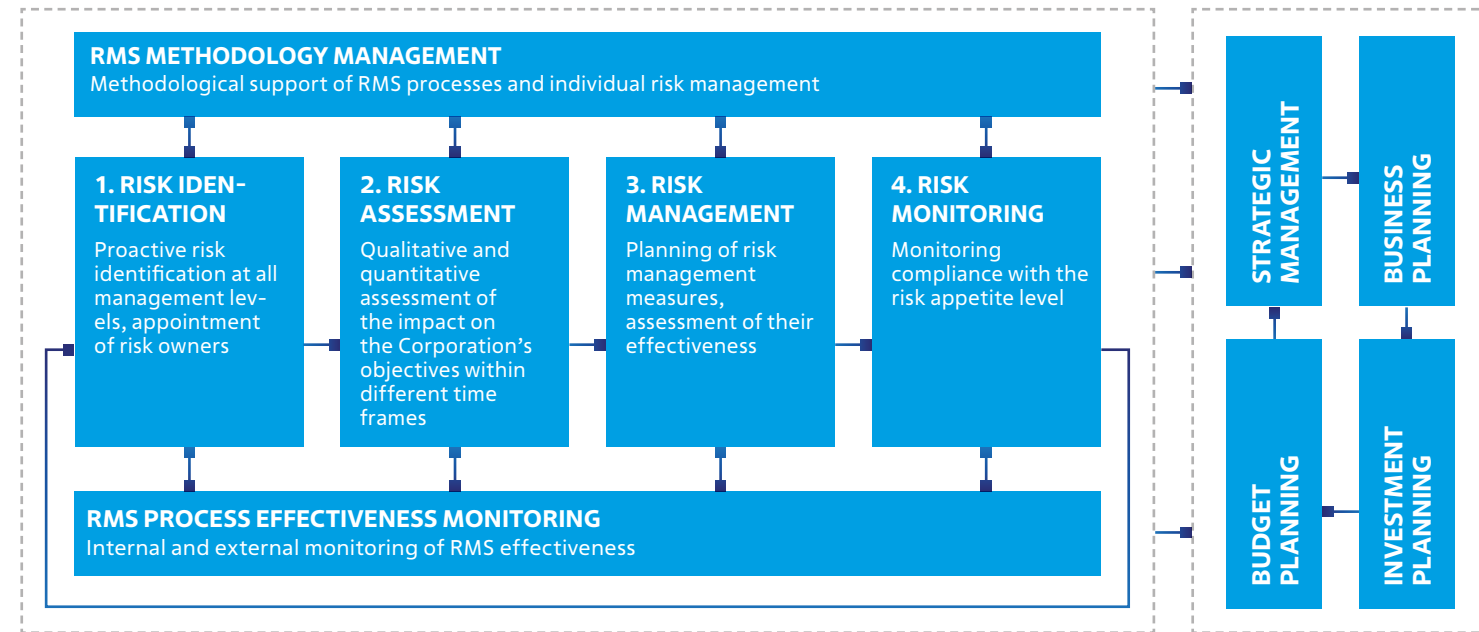 RMS METHODOLOGY MANAGEMENT
Methodological support of RMS processes and individual risk management
1. RISK IDEN-
TIFICATION
Proactive risk
identification at all
management lev-
els, appointment
of risk owners
2. RISK
ASSESSMENT
Qualitative and
quantitative
assessment of
the impact on
the Corporation's
objectives within
different time
frames
3. RISK
MANAGEMENT
Planning of risk
management
measures,
assessment of their
effectiveness
4. RISK
MONITORING
Monitoring
compliance with the
risk appetite level
RMS PROCESS EFFECTIVENESS MONITORING
Internal and external monitoring of RMS effectiveness
STRATEGIC
MANAGEMENT
BUSINESS
PLANNING
BUDGET
PLANNING
INVESTMENT
PLANNING